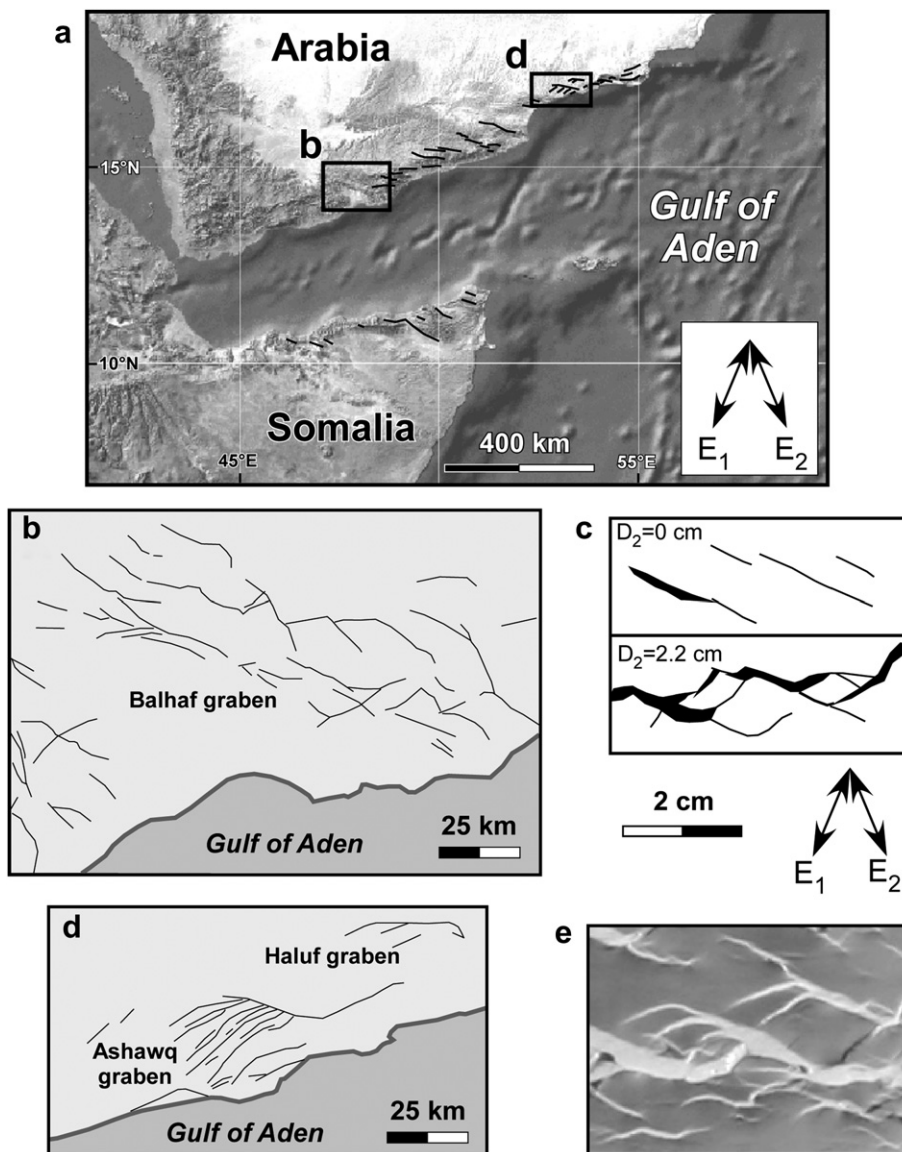 a
Arabia
d
b
15°N
Gulf of
Aden
10°N
Somalia
400 km
45°E
55°E
E₁ E₂
b
Balhaf graben
25 km
Gulf of Aden
c
D₂=0 cm
D₂=2.2 cm
2 cm
E₁ E₂
d
Haluf graben
Ashawq
graben
25 km
Gulf of Aden
e